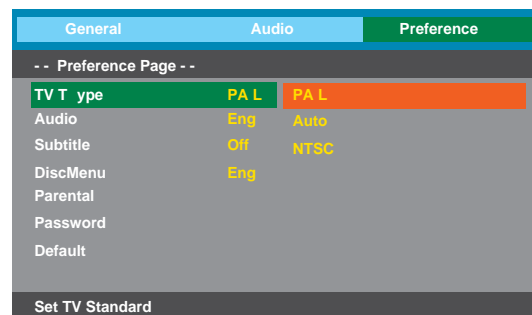 General Audio Preference
- - Preference Page - -
TV T ype PA L PA L
Audio Eng Auto
Subtitle Off NTSC
DiscMenu Eng
Parental
Password
Default
Set TV Standard